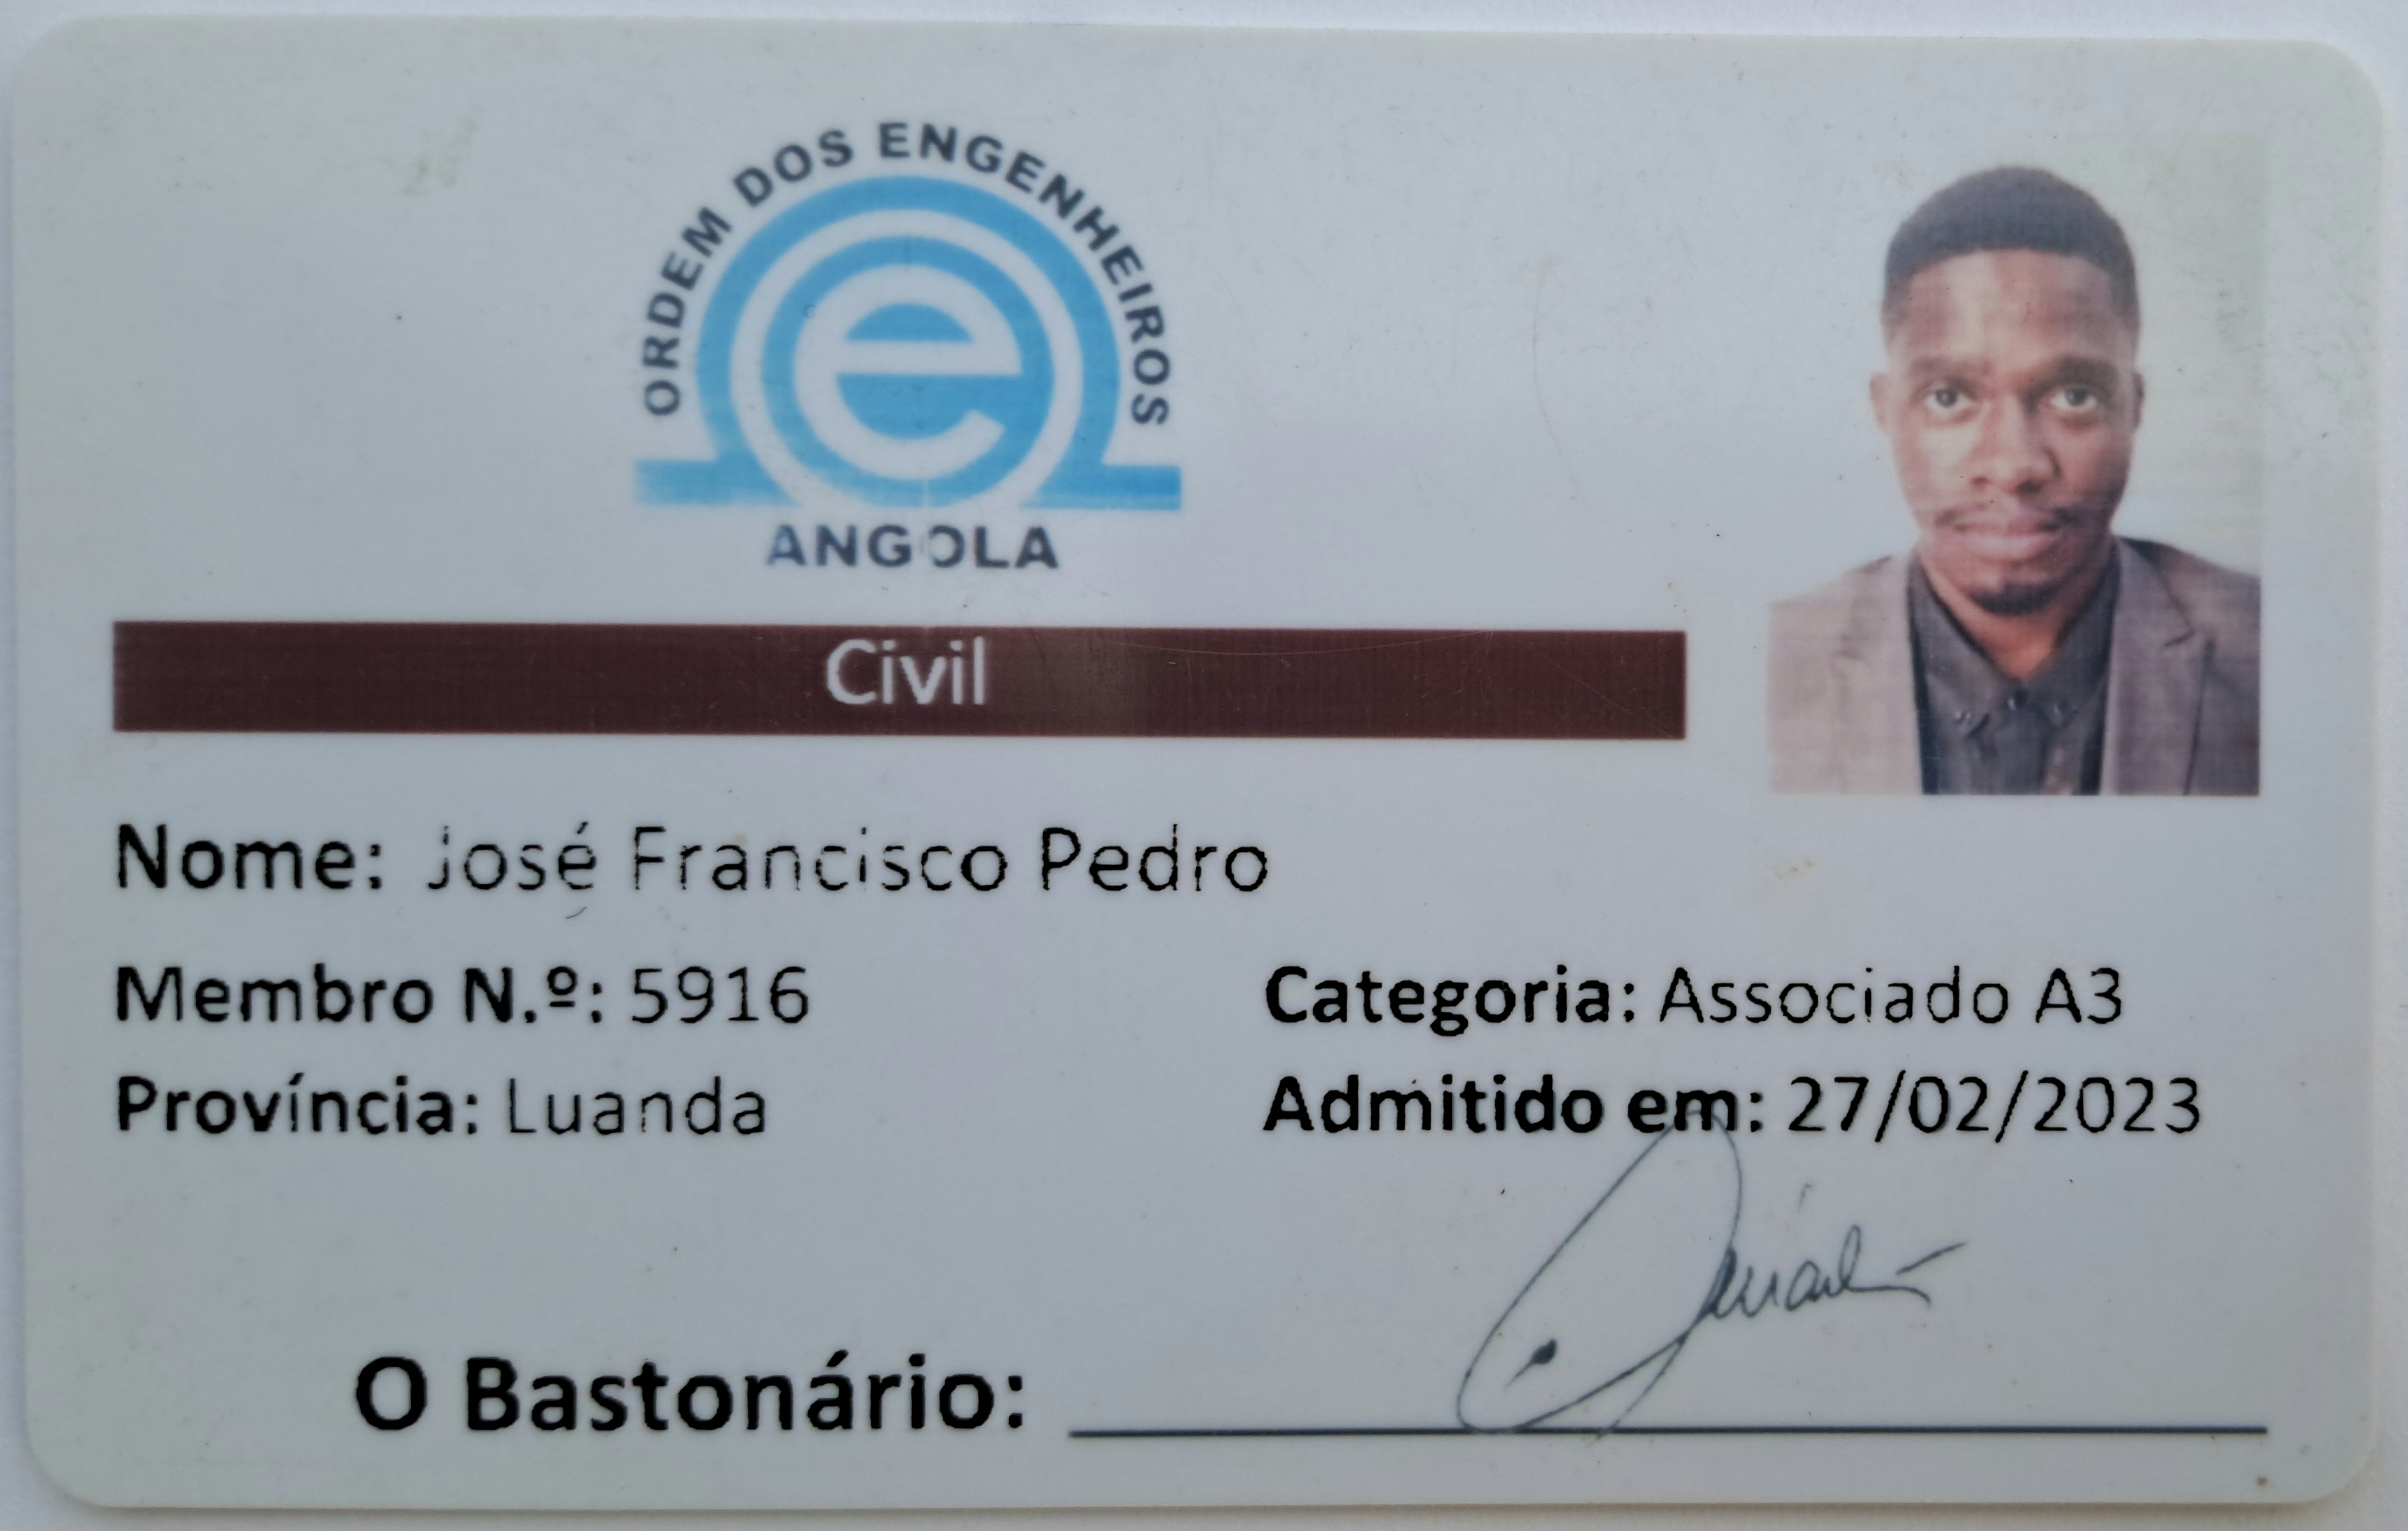 ORDEM DOS ENGENHEIROS
e
ANGOLA
Civil
Nome: José Francisco Pedro
Membro N.º: 5916
Categoria: Associado A3
Província: Luanda
Admitido em: 27/02/2023
O Bastonário: